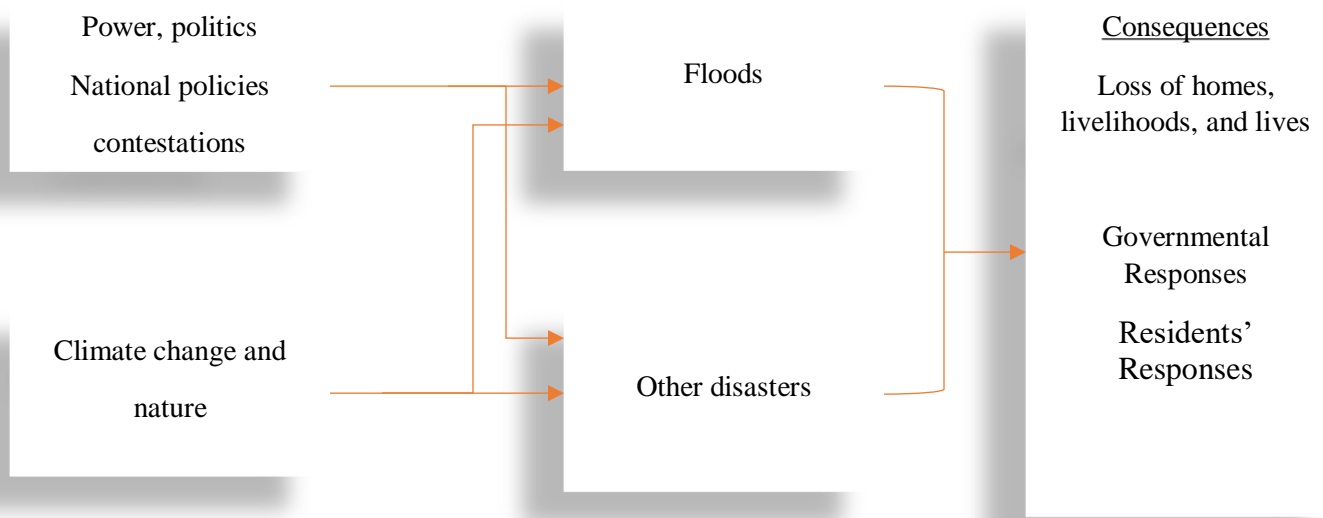 Power, politics
National policies
contestations
Climate change and
nature
Floods
Other disasters
Consequences
Loss of homes,
livelihoods, and lives
Governmental
Responses
Residents’
Responses